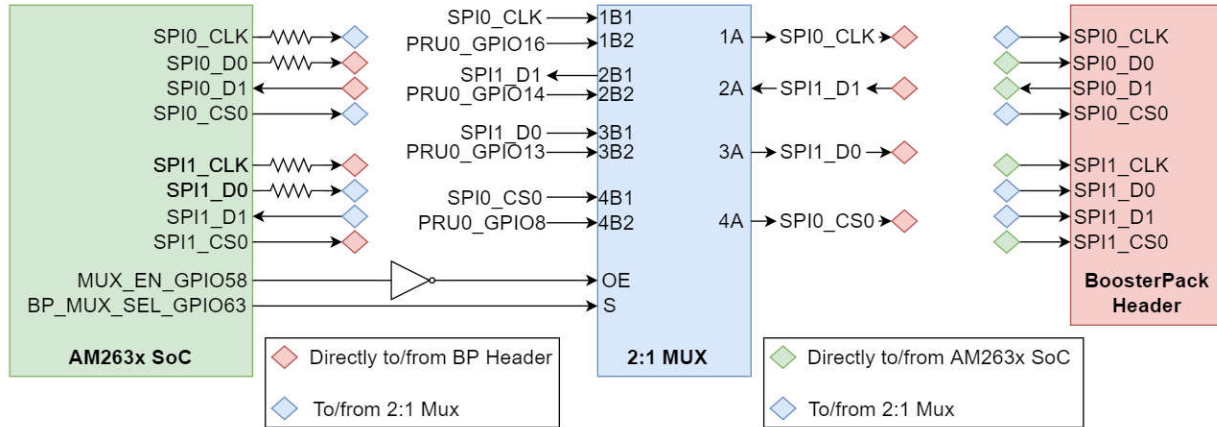 SPI0_CLK
SPI0_D0
SPI0_D1
SPI0_CS0
SPI1_CLK
SPI1_D0
SPI1_D1
SPI1_CS0
MUX_EN_GPIO58
BP_MUX_SEL_GPIO63
AM263x SoC
SPI0_CLK
PRU0_GPIO16
SPI1_D1
PRU0_GPIO14
SPI1_D0
PRU0_GPIO13
SPI0_CS0
PRU0_GPIO8
1B1
1B2
2B1
2B2
3B1
3B2
4B1
4B2
OE
S
1A
2A
3A
4A
2:1 MUX
SPI0_CLK
SPI1_D1
SPI1_D0
SPI0_CS0
SPI0_CLK
SPI0_D0
SPI0_D1
SPI0_CS0
SPI1_CLK
SPI1_D0
SPI1_D1
SPI1_CS0
BoosterPack
Header
Directly to/from BP Header
To/from 2:1 Mux
Directly to/from AM263x SoC
To/from 2:1 Mux